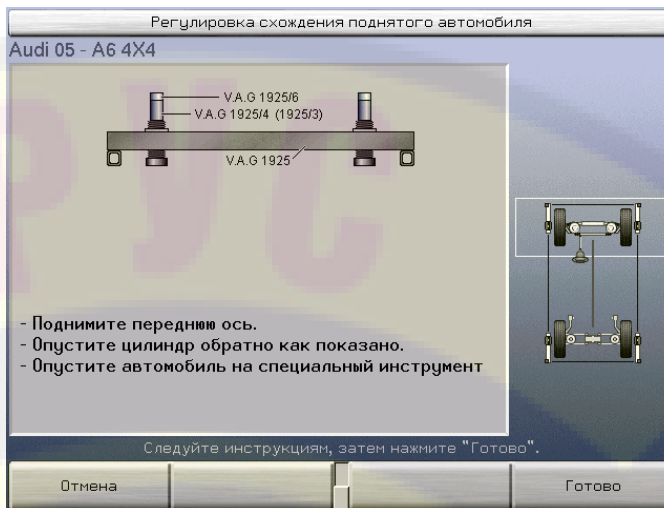 Регулировка схождения поднятого автомобиля
Audi 05 - A6 4X4
V.A.G 1925/6
V.A.G 1925/4 (1925/3)
V.A.G 1925
РУС
- Поднимите переднюю ось.
- Опустите цилиндр обратно как показано.
- Опустите автомобиль на специальный инструмент
Следуйте инструкциям, затем нажмите "Готово".
Отмена
Готово